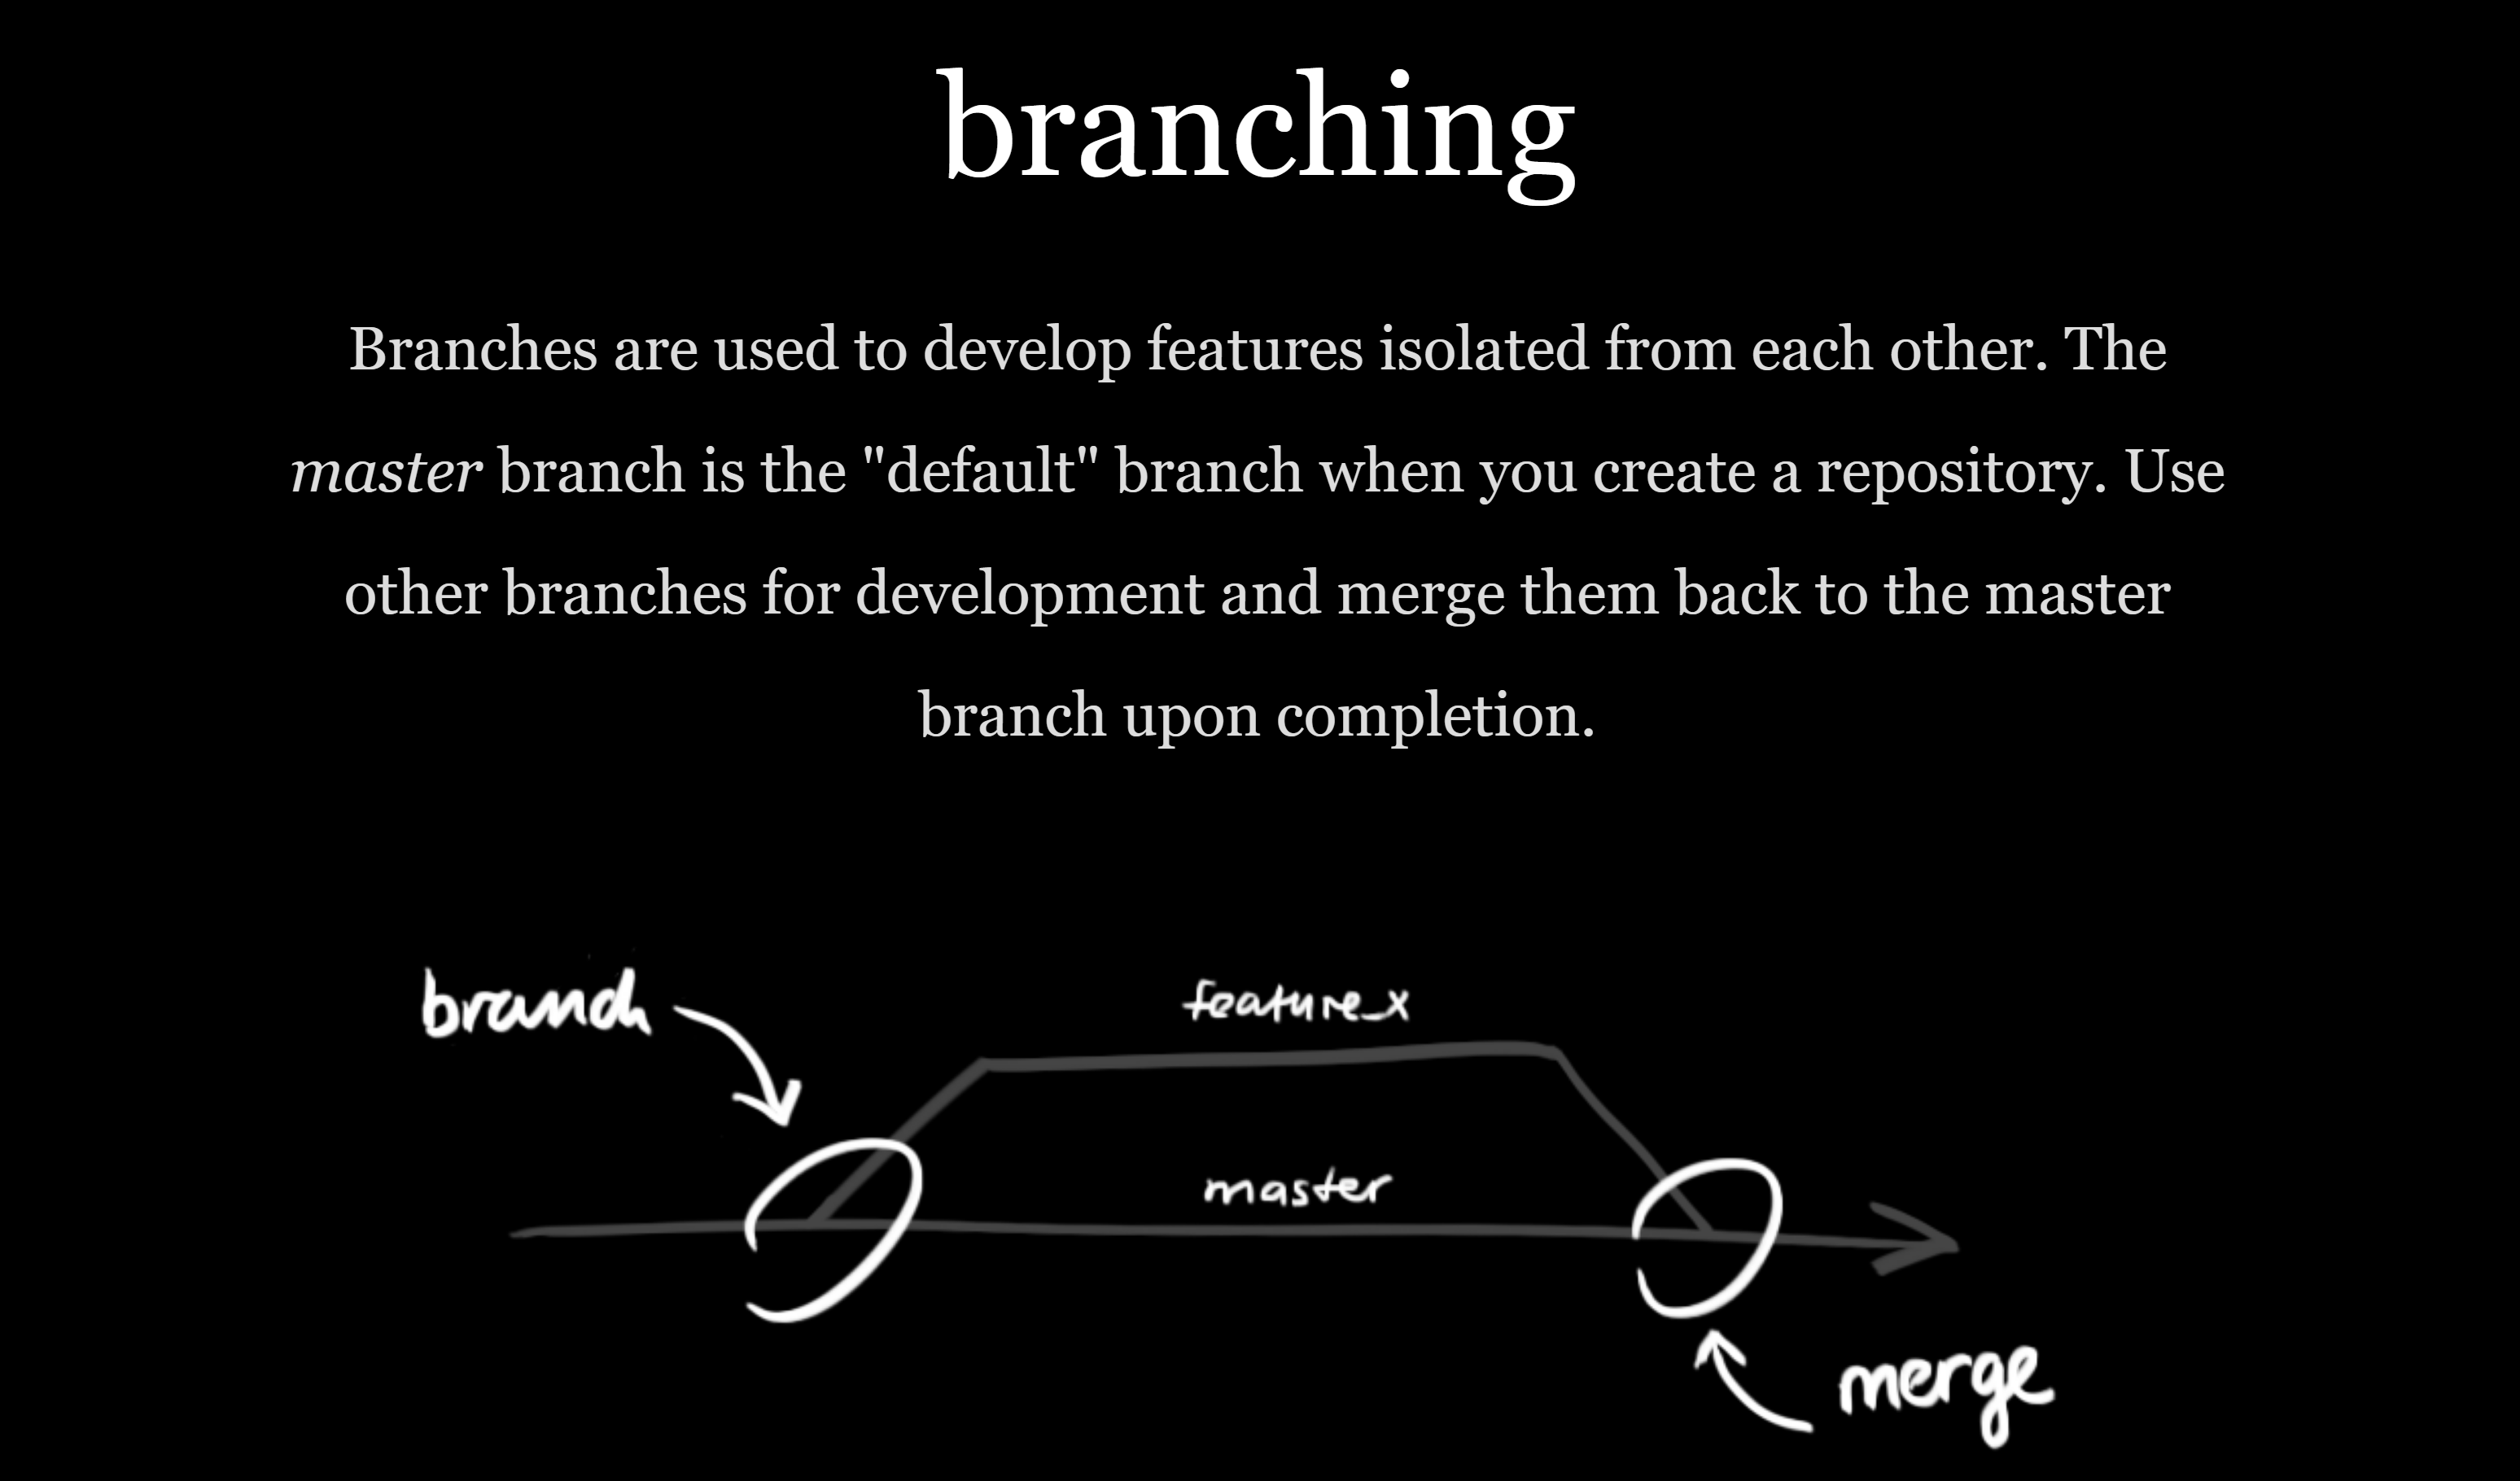 branching
Branches are used to develop features isolated from each other. The
master branch is the "default" branch when you create a repository. Use
other branches for development and merge them back to the master
branch upon completion.
branch
feature_x
master
merge